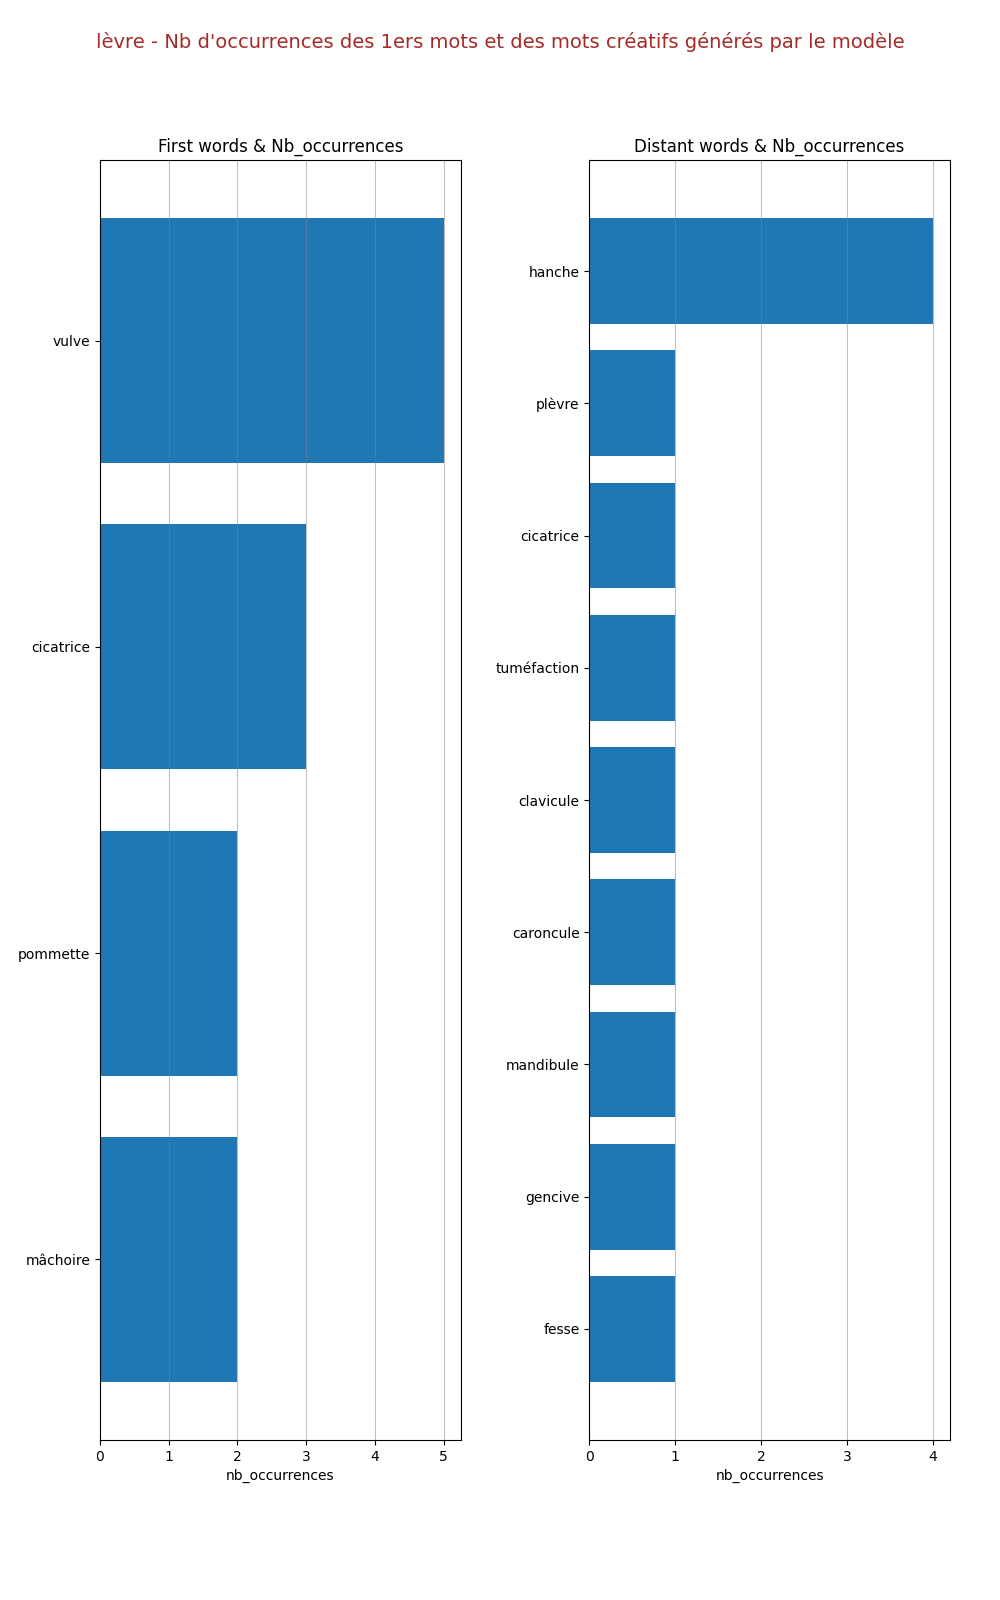 lèvre - Nb d'occurrences des 1ers mots et des mots créatifs générés par le modèle
First words & Nb_occurrences
vulve
cicatrice
pommette
mâchoire
0 1 2 3 4 5
nb_occurrences
Distant words & Nb_occurrences
hanche
plèvre
cicatrice
tuméfaction
clavicule
caroncule
mandibule
gencive
fesse
0 1 2 3 4
nb_occurrences